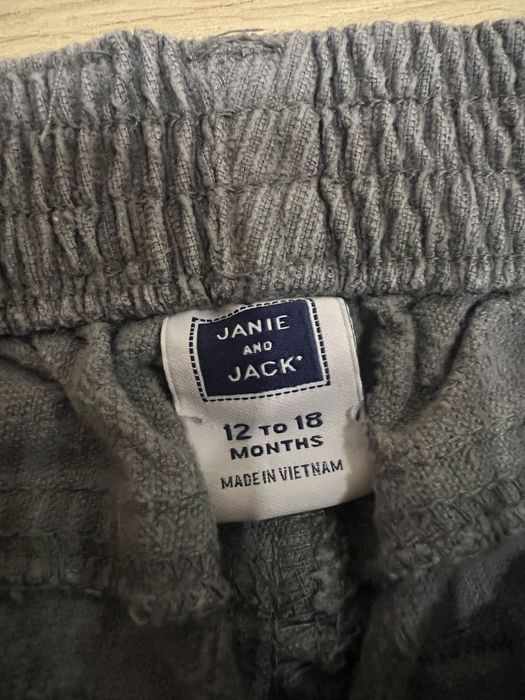 JANIE
AND
JACK
12 TO 18
MONTHS
MADE IN VIETNAM